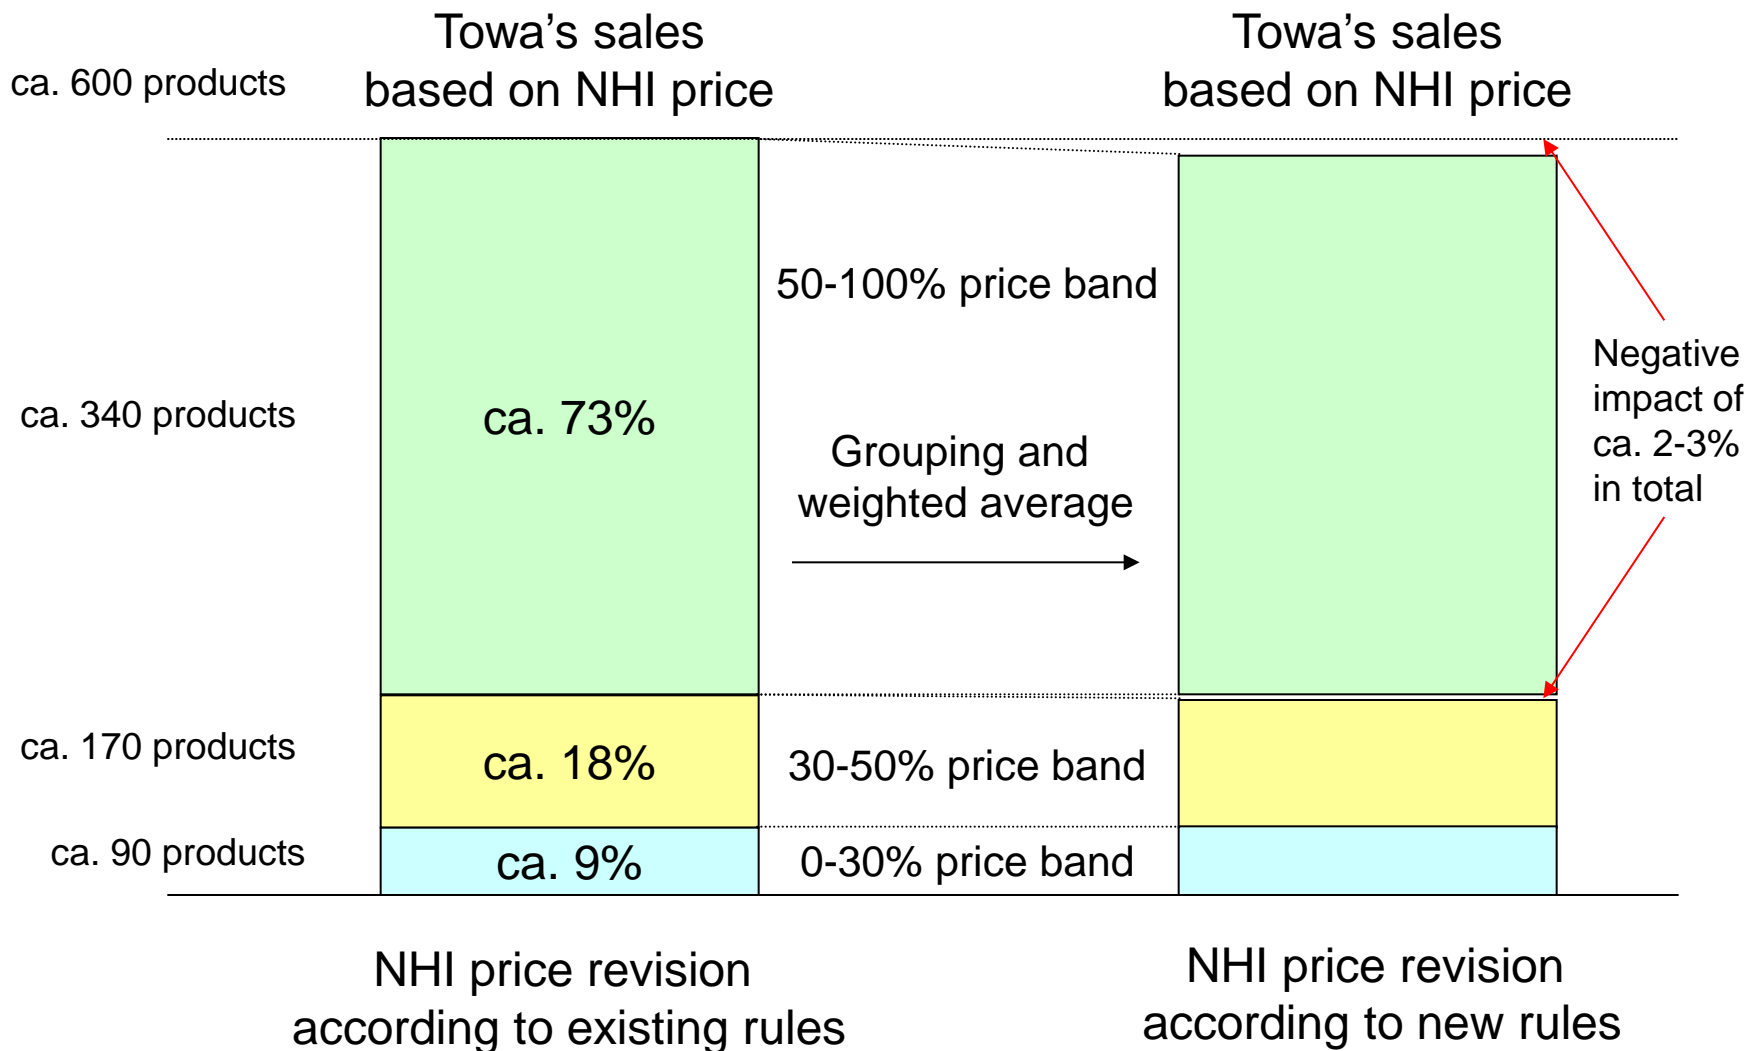 Towa’s sales
based on NHI price
Towa’s sales
based on NHI price
ca. 600 products
50-100% price band
ca. 340 products
ca. 73%
Grouping and
weighted average
Negative
impact of
ca. 2-3%
in total
ca. 170 products
ca. 18%
30-50% price band
ca. 90 products
ca. 9%
0-30% price band
NHI price revision
according to existing rules
NHI price revision
according to new rules